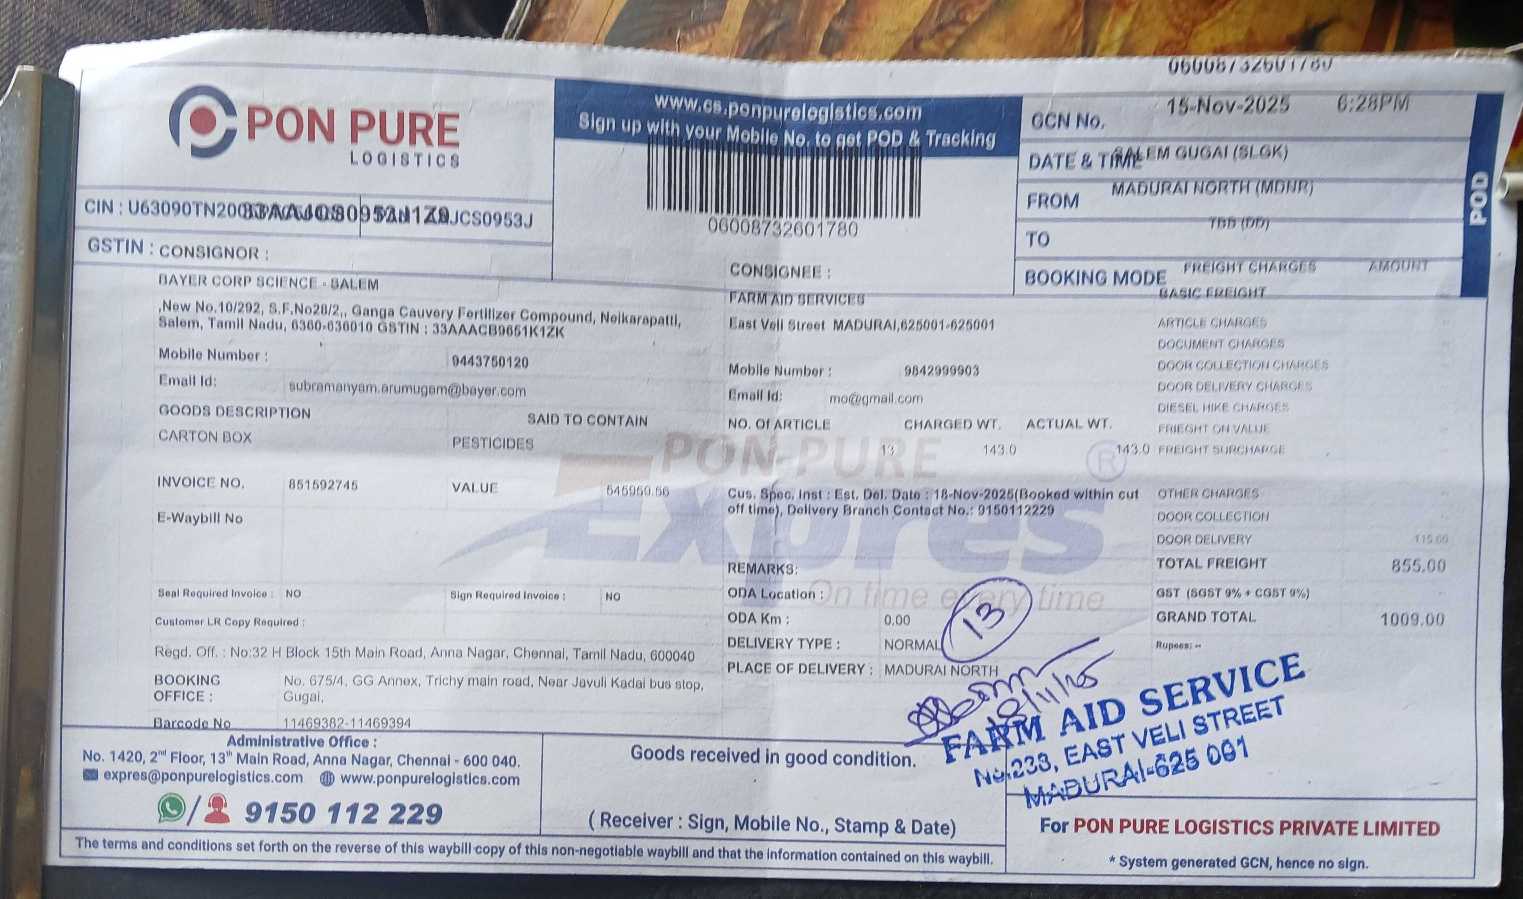 06008732601780
PON PURE
LOGISTICS
www.cs.ponpurelogistics.com
Sign up with your Mobile No. to get POD & Tracking
06008732601780
GCN No.
15-Nov-2025 6:28PM
DATE & TIME
SALEM GUGAI (SLGK)
FROM
MADURAI NORTH (MDNR)
TO
TBB (DD)
BOOKING MODE
POD
CIN :
33AAJCS0953J1Z9
GSTIN :
CONSIGNOR :
BAYER CORP SCIENCE - SALEM
,New No.10/292, S.F.No28/2,, Ganga Cauvery Fertilizer Compound, Neikarapatti,
Salem, Tamil Nadu, 6360-636010 GSTIN : 33AAACB9651K1ZK
Mobile Number : 9443750120
Email Id: subramanyam.arumugam@bayer.com
GOODS DESCRIPTION SAID TO CONTAIN
CARTON BOX PESTICIDES
INVOICE NO. 851592745 VALUE
E-Waybill No
Seal Required Invoice : NO Sign Required Invoice : NO
Customer LR Copy Required :
Regd. Off. : No:32 H Block 15th Main Road, Anna Nagar, Chennai, Tamil Nadu, 600040
BOOKING OFFICE :
No. 675/4, GG Annex, Trichy main road, Near Javuli Kadai bus stop,
Gugai,
Barcode No 11469382-11469394
CONSIGNEE :
FARM AID SERVICES
East Veli Street MADURAI,625001-625001
Mobile Number : 9842999903
Email Id: mo@gmail.com
NO. Of ARTICLE CHARGED WT. ACTUAL WT.
13 143.0 143.0
PON PURE
Expres
On time every time
Cus. Spec. Inst : Est. Del. Date : 18-Nov-2025(Booked within cut
off time), Delivery Branch Contact No.: 9150112229
REMARKS:
ODA Location :
ODA Km : 0.00
DELIVERY TYPE : NORMAL
PLACE OF DELIVERY : MADURAI NORTH
13
FREIGHT CHARGES AMOUNT
BASIC FREIGHT
ARTICLE CHARGES
DOCUMENT CHARGES
DOOR COLLECTION CHARGES
DOOR DELIVERY CHARGES
DIESEL HIKE CHARGES
FRIEGHT ON VALUE
FREIGHT SURCHARGE
OTHER CHARGES
DOOR COLLECTION
DOOR DELIVERY 115.00
TOTAL FREIGHT 855.00
GST (SGST 9% + CGST 9%)
GRAND TOTAL 1009.00
Rupees: --
FARM AID SERVICE
No.233, EAST VELI STREET
MADURAI-625 001
Administrative Office :
No. 1420, 2nd Floor, 13th Main Road, Anna Nagar, Chennai - 600 040.
expres@ponpurelogistics.com www.ponpurelogistics.com
9150 112 229
Goods received in good condition.
( Receiver : Sign, Mobile No., Stamp & Date)
For PON PURE LOGISTICS PRIVATE LIMITED
* System generated GCN, hence no sign.
The terms and conditions set forth on the reverse of this waybill copy of this non-negotiable waybill and that the information contained on this waybill.